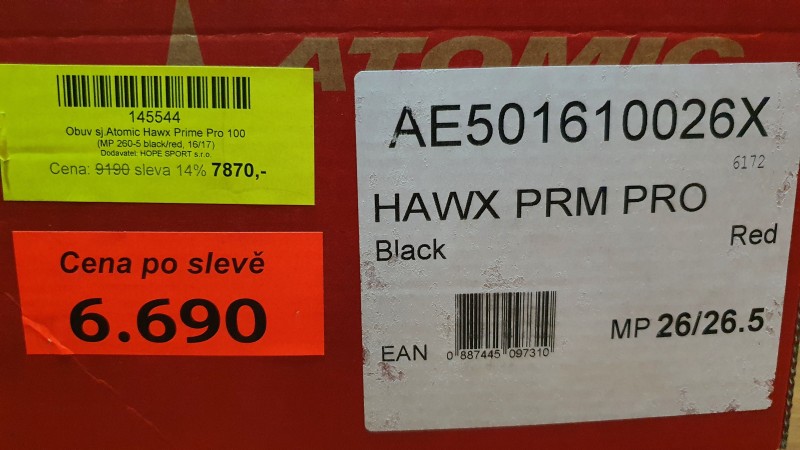 ATOMIC
145544
Obuv sj.Atomic Hawx Prime Pro 100
(MP 260-5 black/red, 16/17)
Dodavatel: HOPE SPORT s.r.o.
Cena: 9190 sleva 14% 7870,-
Cena po slevě
6.690
AE501610026X
6172
HAWX PRM PRO
Black Red
EAN 0 887445 097310 MP 26/26.5